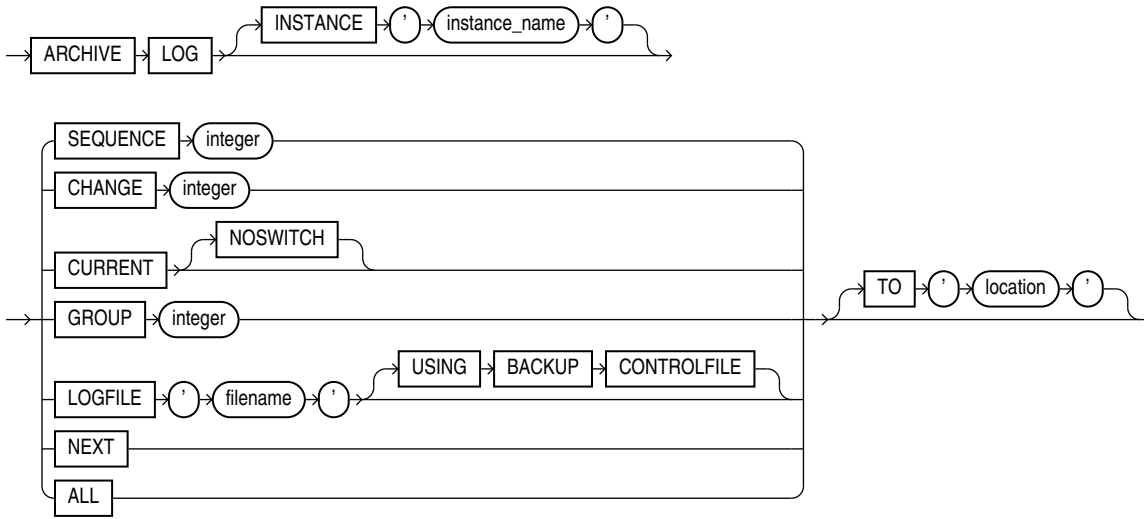 INSTANCE ’ instance_name ’
ARCHIVE LOG
SEQUENCE integer
CHANGE integer
NOSWITCH
CURRENT
TO ’ location ’
GROUP integer
USING BACKUP CONTROLFILE
LOGFILE ’ filename ’
NEXT
ALL